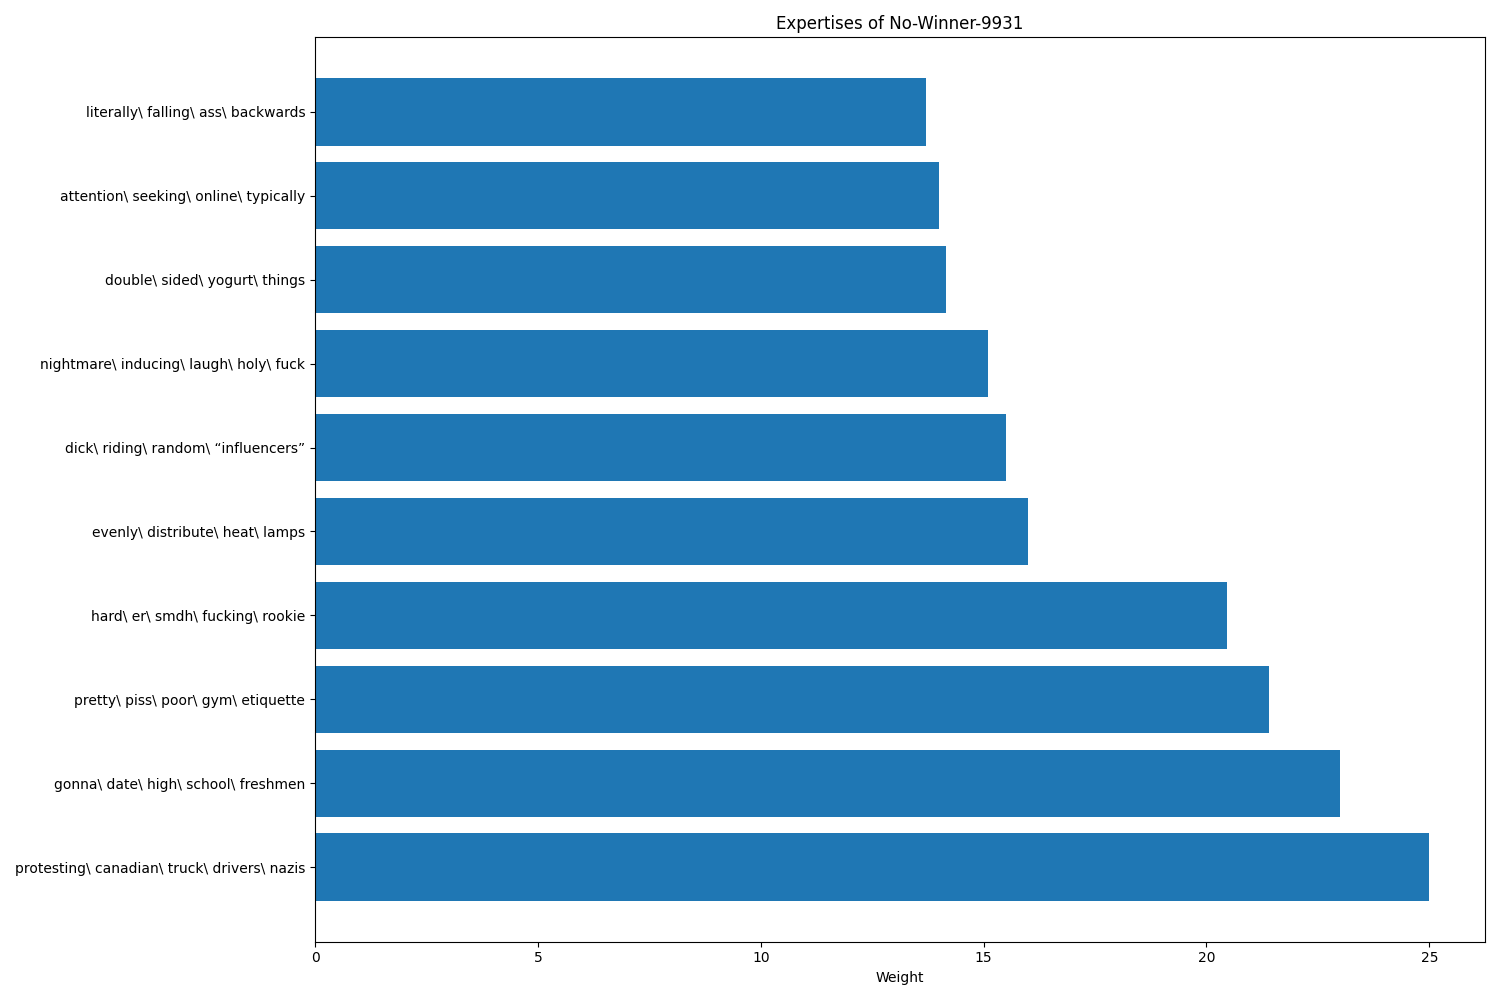 Expertises of No-Winner-9931
literally\ falling\ ass\ backwards
attention\ seeking\ online\ typically
double\ sided\ yogurt\ things
nightmare\ inducing\ laugh\ holy\ fuck
dick\ riding\ random\ “influencers”
evenly\ distribute\ heat\ lamps
hard\ er\ smdh\ fucking\ rookie
pretty\ piss\ poor\ gym\ etiquette
gonna\ date\ high\ school\ freshmen
protesting\ canadian\ truck\ drivers\ nazis
0 5 10 15 20 25
Weight